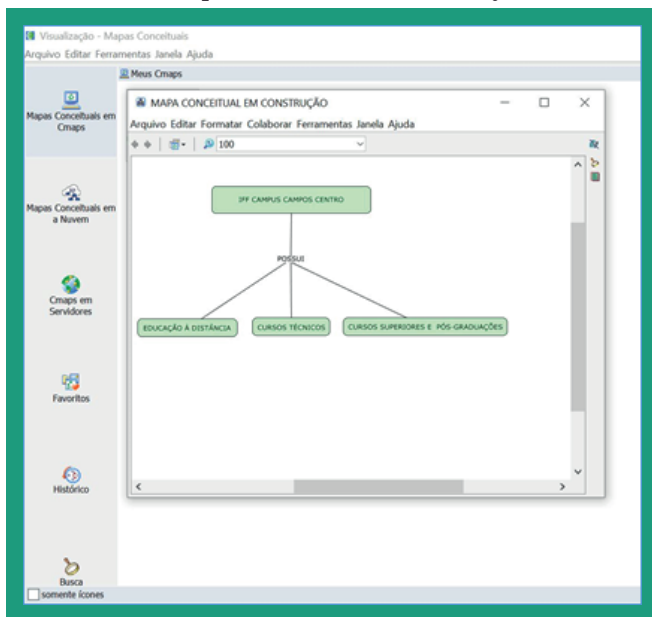 Visualização - Mapas Conceituais
Arquivo Editar Ferramentas Janela Ajuda
Meus Cmaps
Mapas Conceituais em
Cmaps
Mapas Conceituais em
a Nuvem
Cmaps em
Servidores
Favoritos
Histórico
Busca
somente ícones
MAPA CONCEITUAL EM CONSTRUÇÃO
Arquivo Editar Formatar Colaborar Ferramentas Janela Ajuda
100
IFF CAMPUS CAMPOS CENTRO
POSSUI
EDUCAÇÃO À DISTÂNCIA
CURSOS TÉCNICOS
CURSOS SUPERIORES E PÓS-GRADUAÇÕES